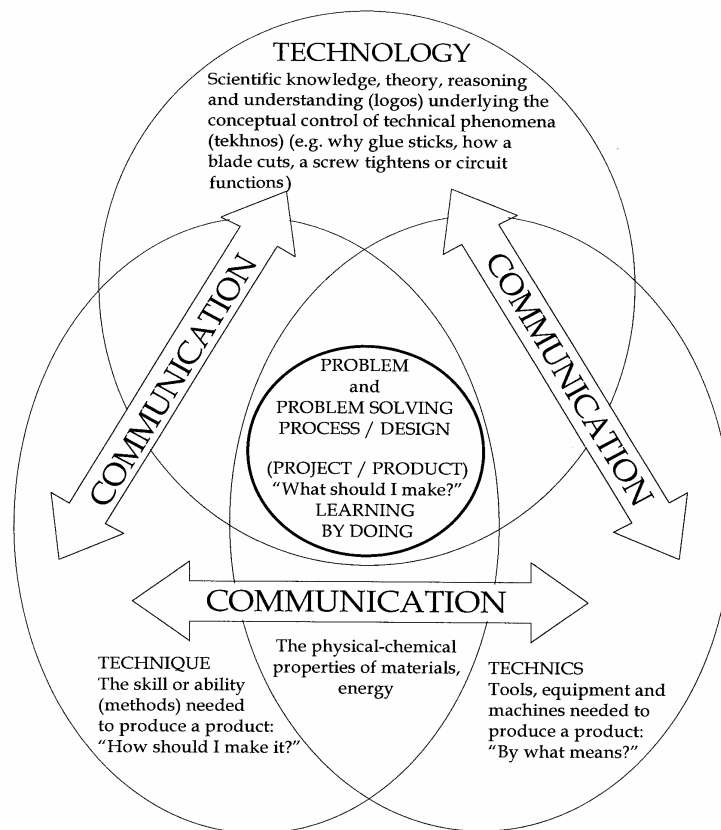 TECHNOLOGY
Scientific knowledge, theory, reasoning
and understanding (logos) underlying the
conceptual control of technical phenomena
(tekhnos) (e.g. why glue sticks, how a
blade cuts, a screw tightens or circuit
functions)
COMMUNICATION
COMMUNICATION
PROBLEM
and
PROBLEM SOLVING
PROCESS / DESIGN
(PROJECT / PRODUCT)
“What should I make?”
LEARNING
BY DOING
COMMUNICATION
TECHNIQUE
The skill or ability
(methods) needed
to produce a product:
“How should I make it?”
The physical-chemical
properties of materials,
energy
TECHNICS
Tools, equipment and
machines needed to
produce a product:
“By what means?”